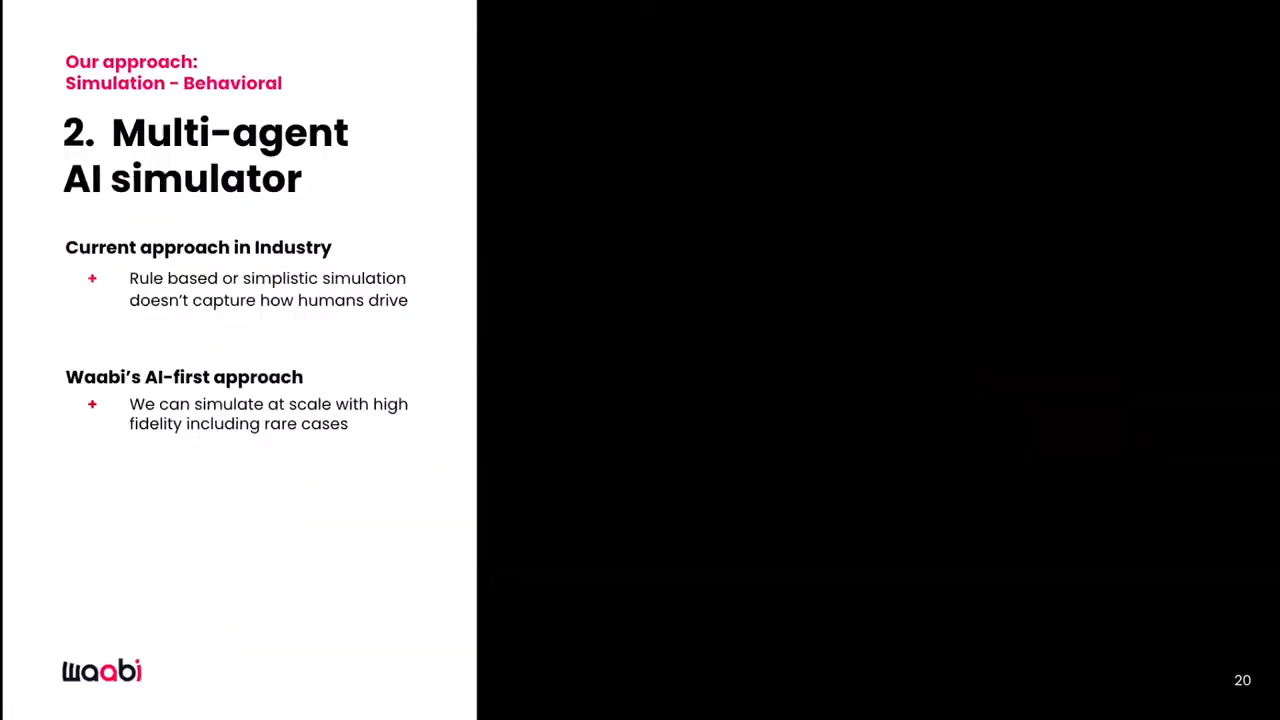 Our approach:
Simulation - Behavioral
2. Multi-agent
AI simulator
Current approach in Industry
+ Rule based or simplistic simulation
doesn't capture how humans drive
Waabi's AI-first approach
+ We can simulate at scale with high
fidelity including rare cases
waabi
20